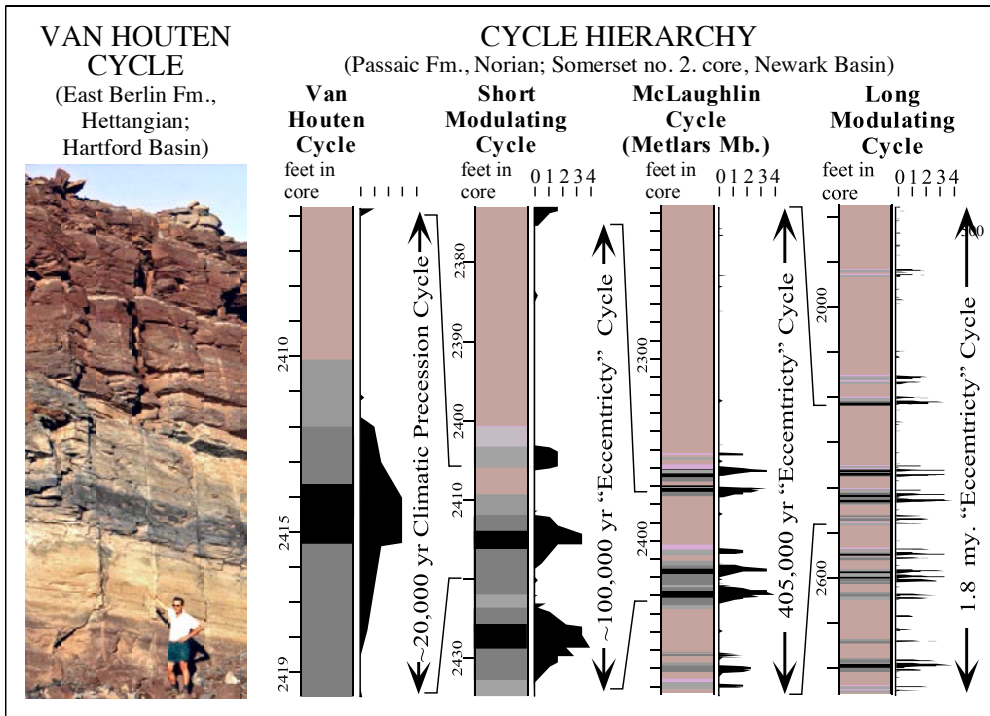 VAN HOUTEN
CYCLE
(East Berlin Fm.,
Hettangian;
Hartford Basin)
CYCLE HIERARCHY
(Passaic Fm., Norian; Somerset no. 2. core, Newark Basin)
Van
Houten
Cycle
feet in
core
2410
2415
2419
~20,000 yr Climatic Precession Cycle
Short
Modulating
Cycle
feet in
core
0 1 2 3 4
2380
2390
2400
2410
2430
~100,000 yr “Eccemtricty” Cycle
McLaughlin
Cycle
(Metlars Mb.)
feet in
core
0 1 2 3 4
2300
2400
405,000 yr “Eccemtricty” Cycle
Long
Modulating
Cycle
feet in
core
0 1 2 3 4
2000
2600
1.8 my. “Eccemtricty” Cycle